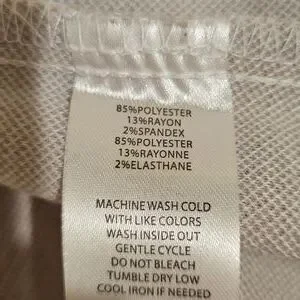 85%POLYESTER
13%RAYON
2%SPANDEX
85%POLYESTER
13%RAYONNE
2%ELASTHANE
MACHINE WASH COLD
WITH LIKE COLORS
WASH INSIDE OUT
GENTLE CYCLE
DO NOT BLEACH
TUMBLE DRY LOW
COOL IRON IF NEEDED